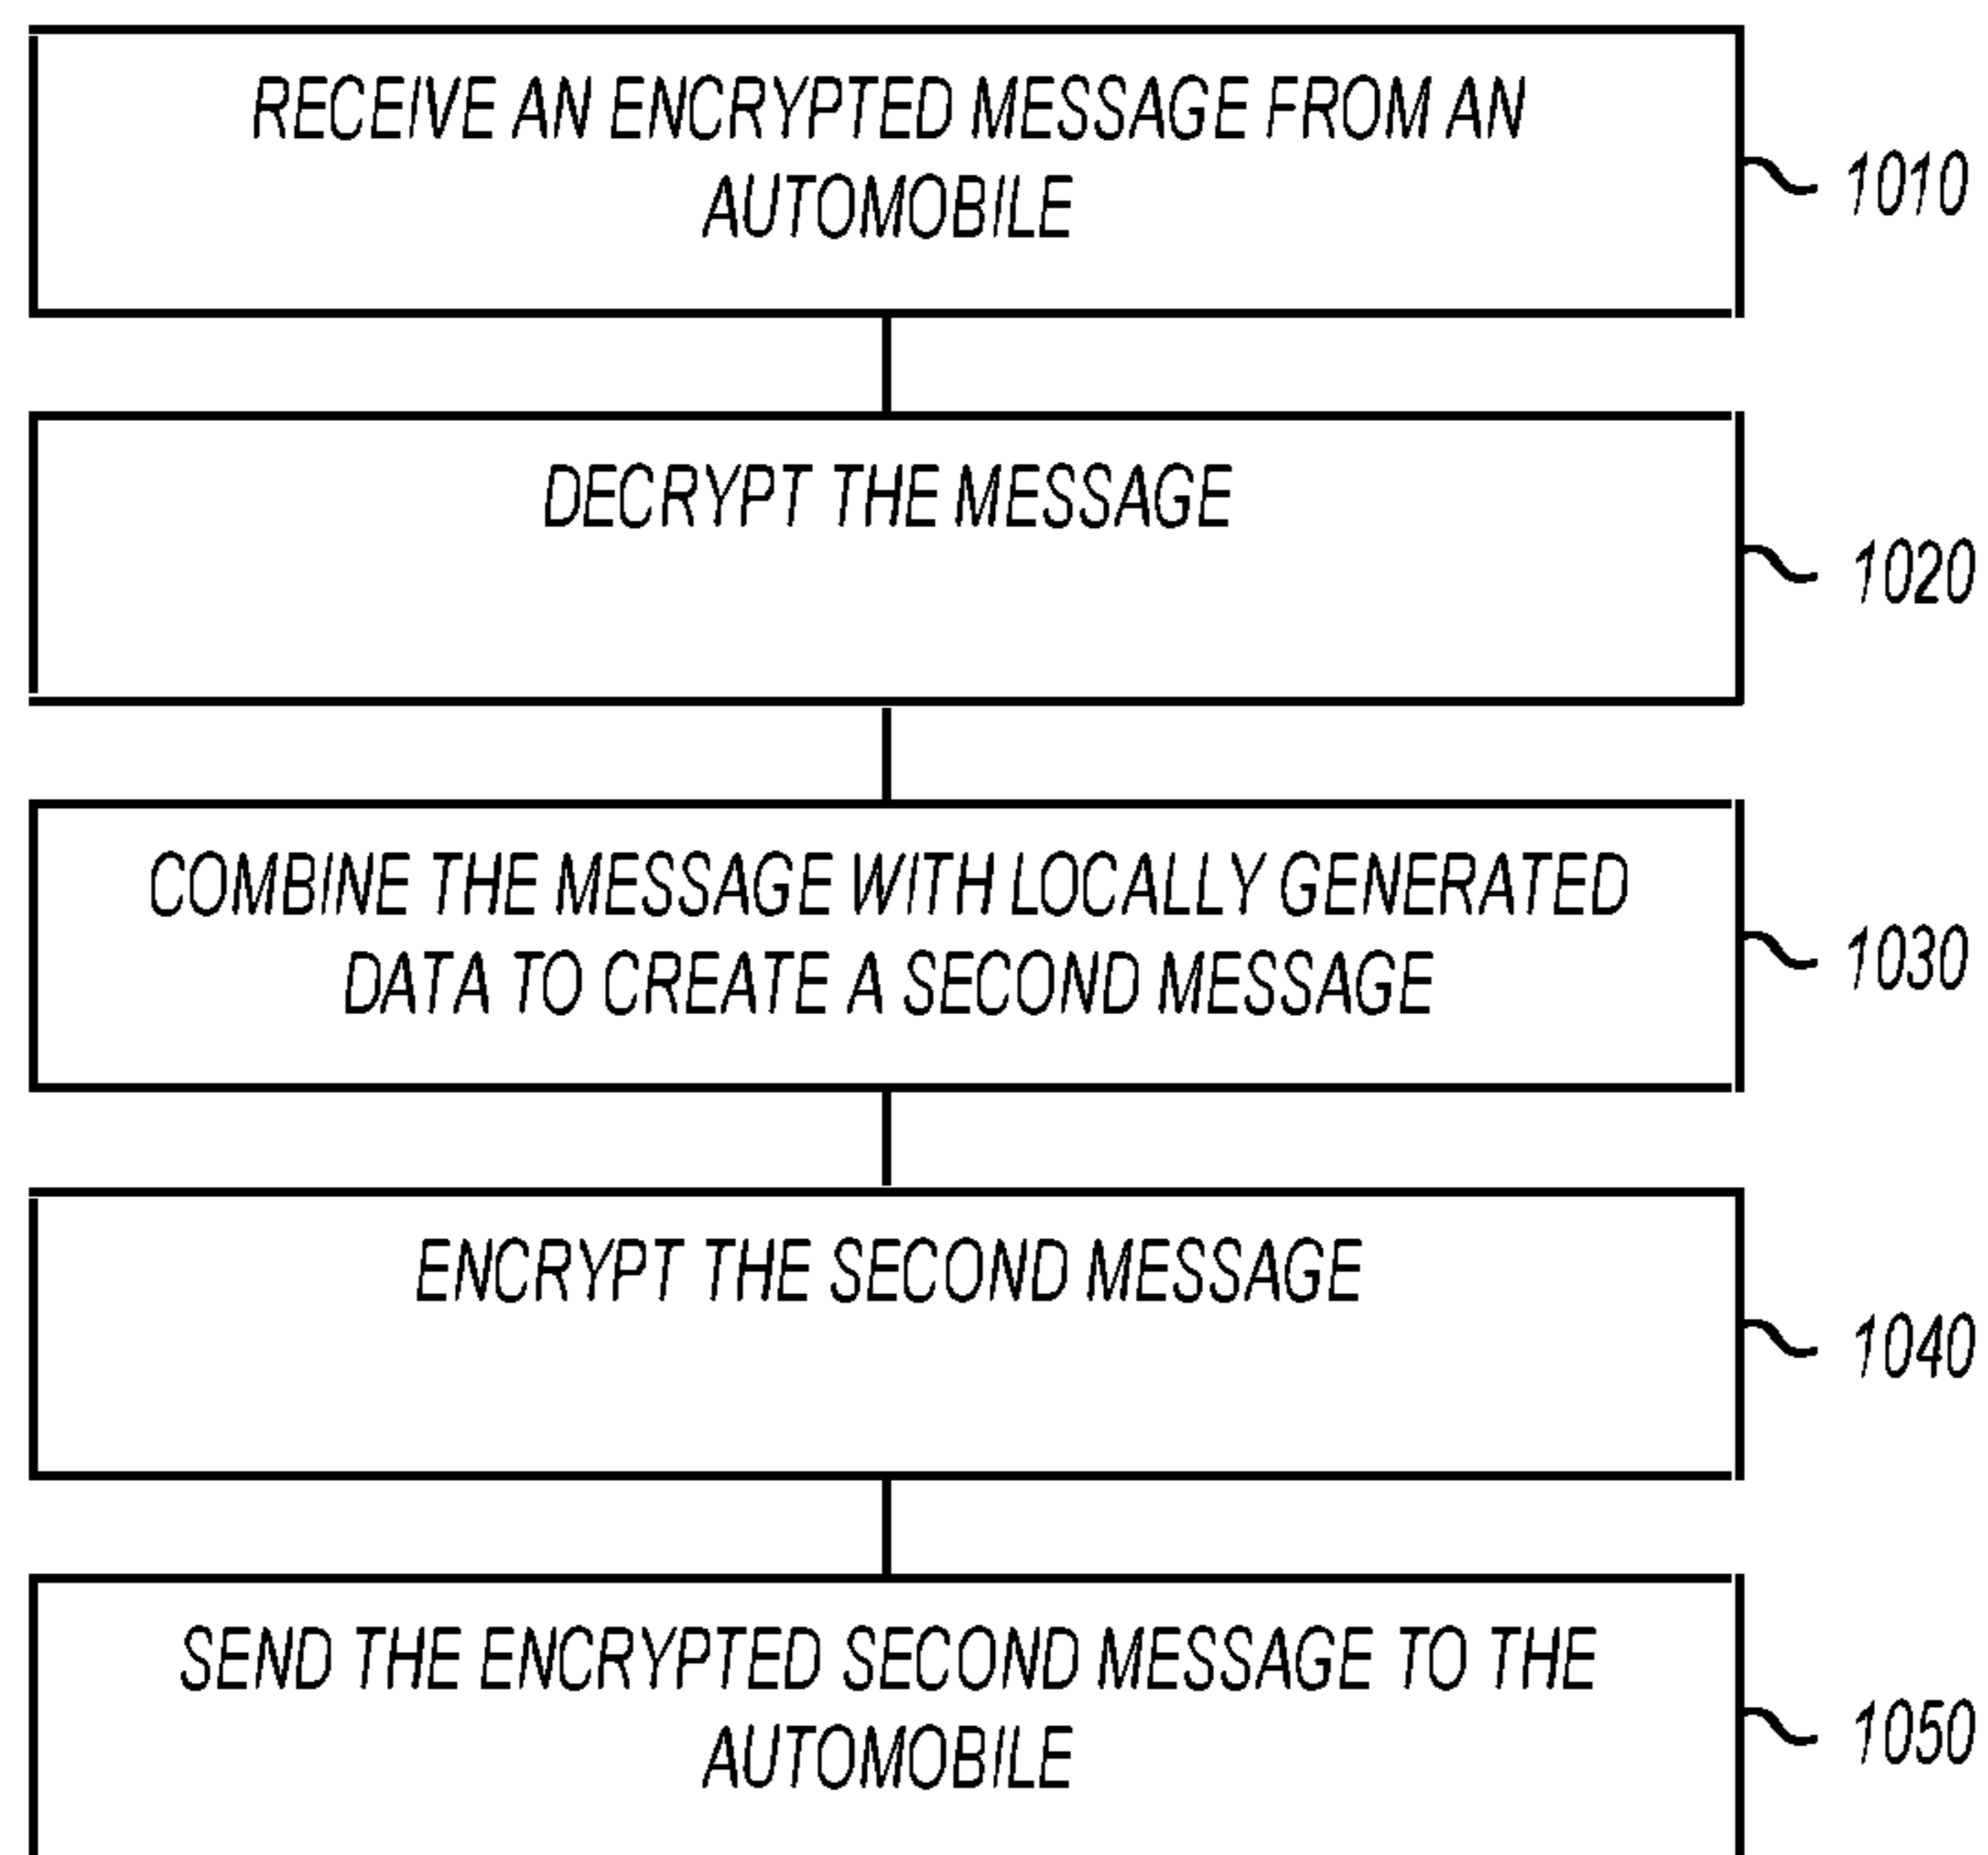 RECEIVE AN ENCRYPTED MESSAGE FROM AN
AUTOMOBILE
1010
DECRYPT THE MESSAGE
1020
COMBINE THE MESSAGE WITH LOCALLY GENERATED
DATA TO CREATE A SECOND MESSAGE
1030
ENCRYPT THE SECOND MESSAGE
1040
SEND THE ENCRYPTED SECOND MESSAGE TO THE
AUTOMOBILE
1050